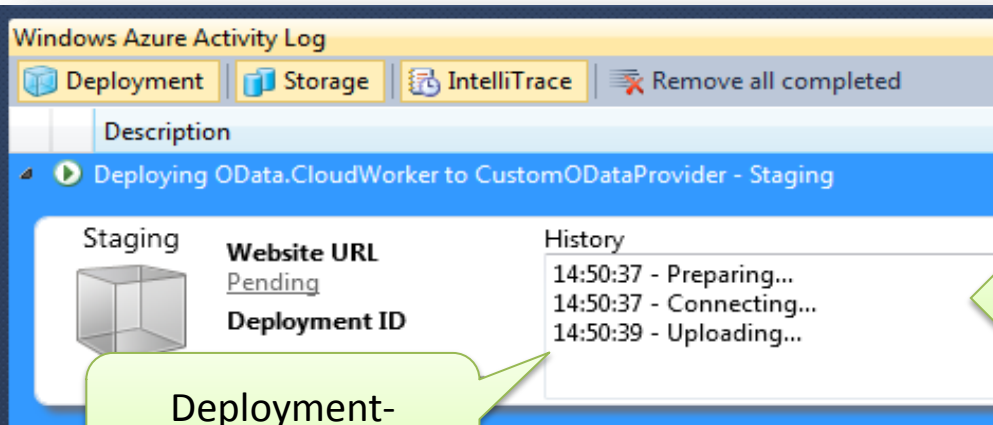 Windows Azure Activity Log
Deployment Storage IntelliTrace Remove all completed
Description
Deploying OData.CloudWorker to CustomODataProvider - Staging
Staging
Website URL
Pending
Deployment ID
History
14:50:37 - Preparing...
14:50:37 - Connecting...
14:50:39 - Uploading...
Deployment-